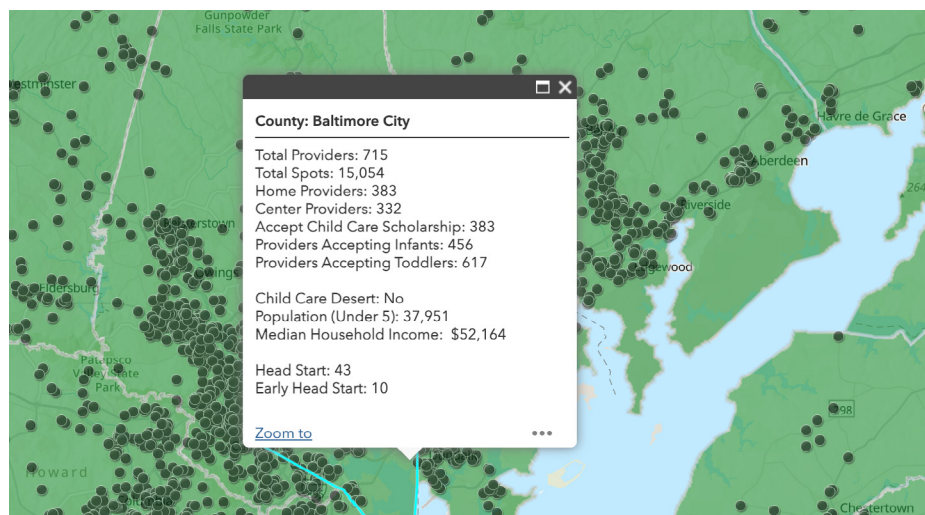 Gunpowder
Falls State Park
County: Baltimore City
Total Providers: 715
Total Spots: 15,054
Home Providers: 383
Center Providers: 332
Accept Child Care Scholarship: 383
Providers Accepting Infants: 456
Providers Accepting Toddlers: 617
Child Care Desert: No
Population (Under 5): 37,951
Median Household Income: $52,164
Head Start: 43
Early Head Start: 10
Zoom to
Havre de Grace
Aberdeen
264
Riverside
Eldersburg
Patapsco
Valley State
Park
298
Howard
Chestertown